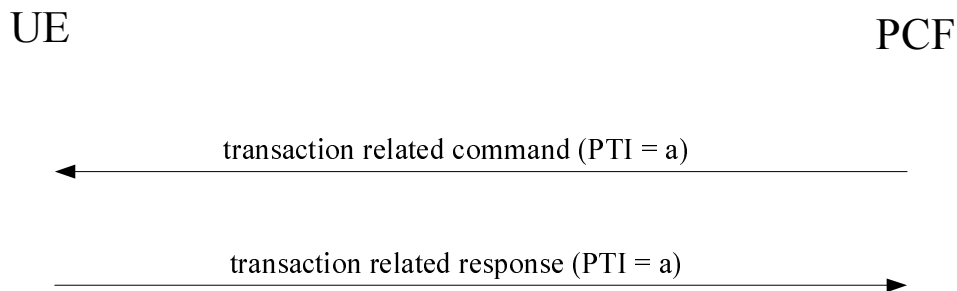 UE
PCF
transaction related command (PTI = a)
transaction related response (PTI = a)